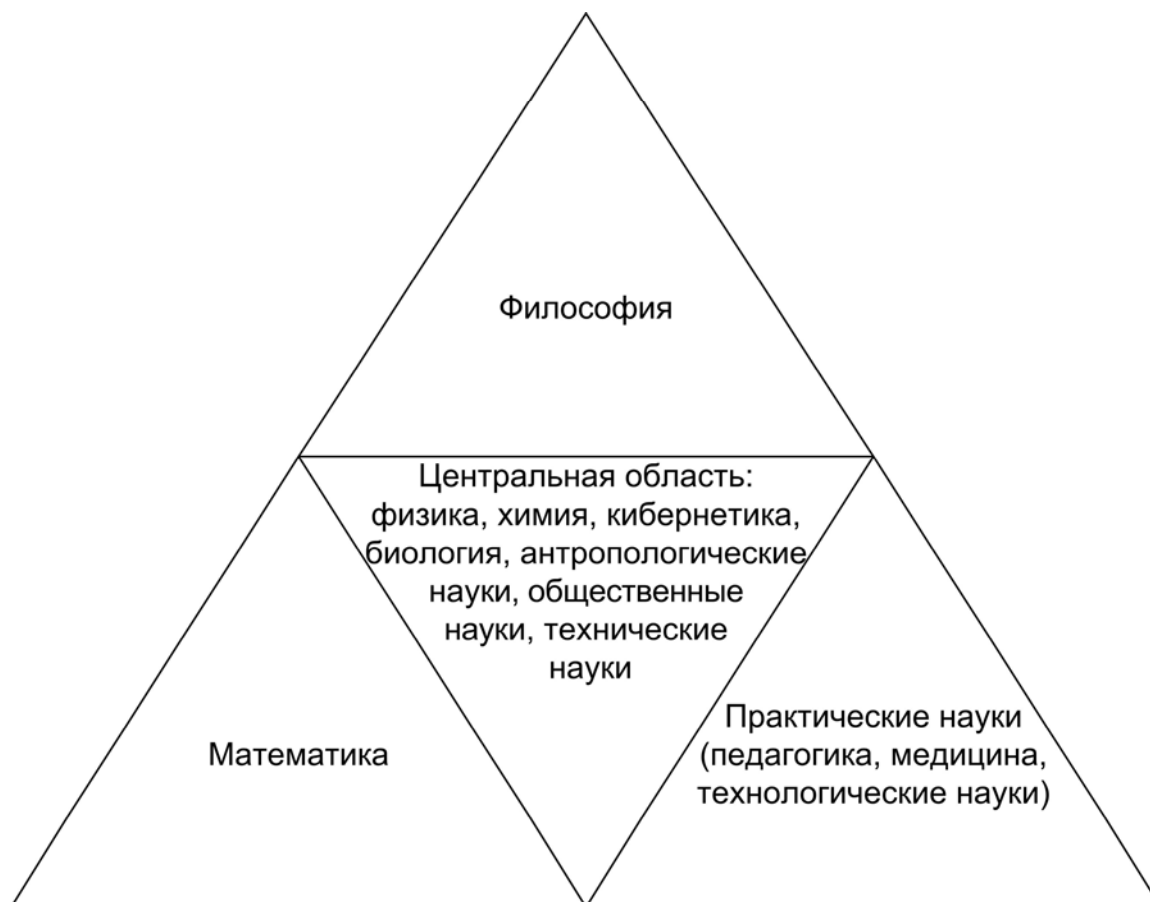 Философия
Центральная область:
физика, химия, кибернетика,
биология, антропологические
науки, общественные
науки, технические
науки
Математика
Практические науки
(педагогика, медицина,
технологические науки)